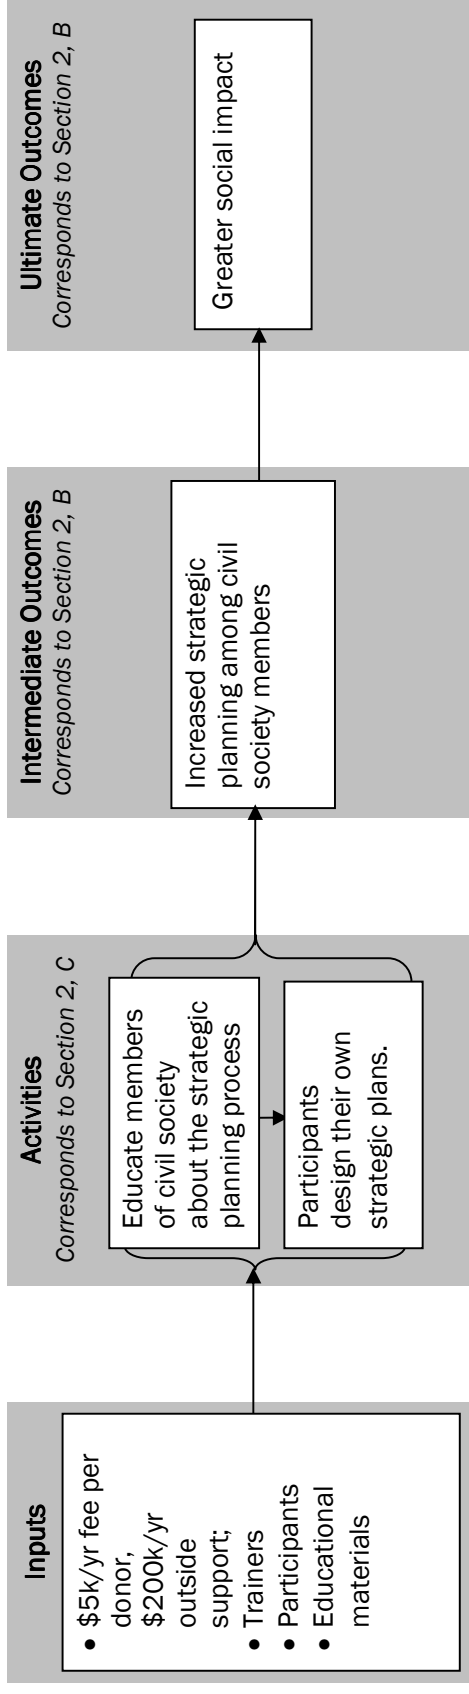 Inputs
• $5k/yr fee per
donor,
$200k/yr
outside
support;
• Trainers
• Participants
• Educational
materials
Activities
Corresponds to Section 2, C
Educate members
of civil society
about the strategic
planning process
Participants
design their own
strategic plans.
Intermediate Outcomes
Corresponds to Section 2, B
Increased strategic
planning among civil
society members
Ultimate Outcomes
Corresponds to Section 2, B
Greater social impact